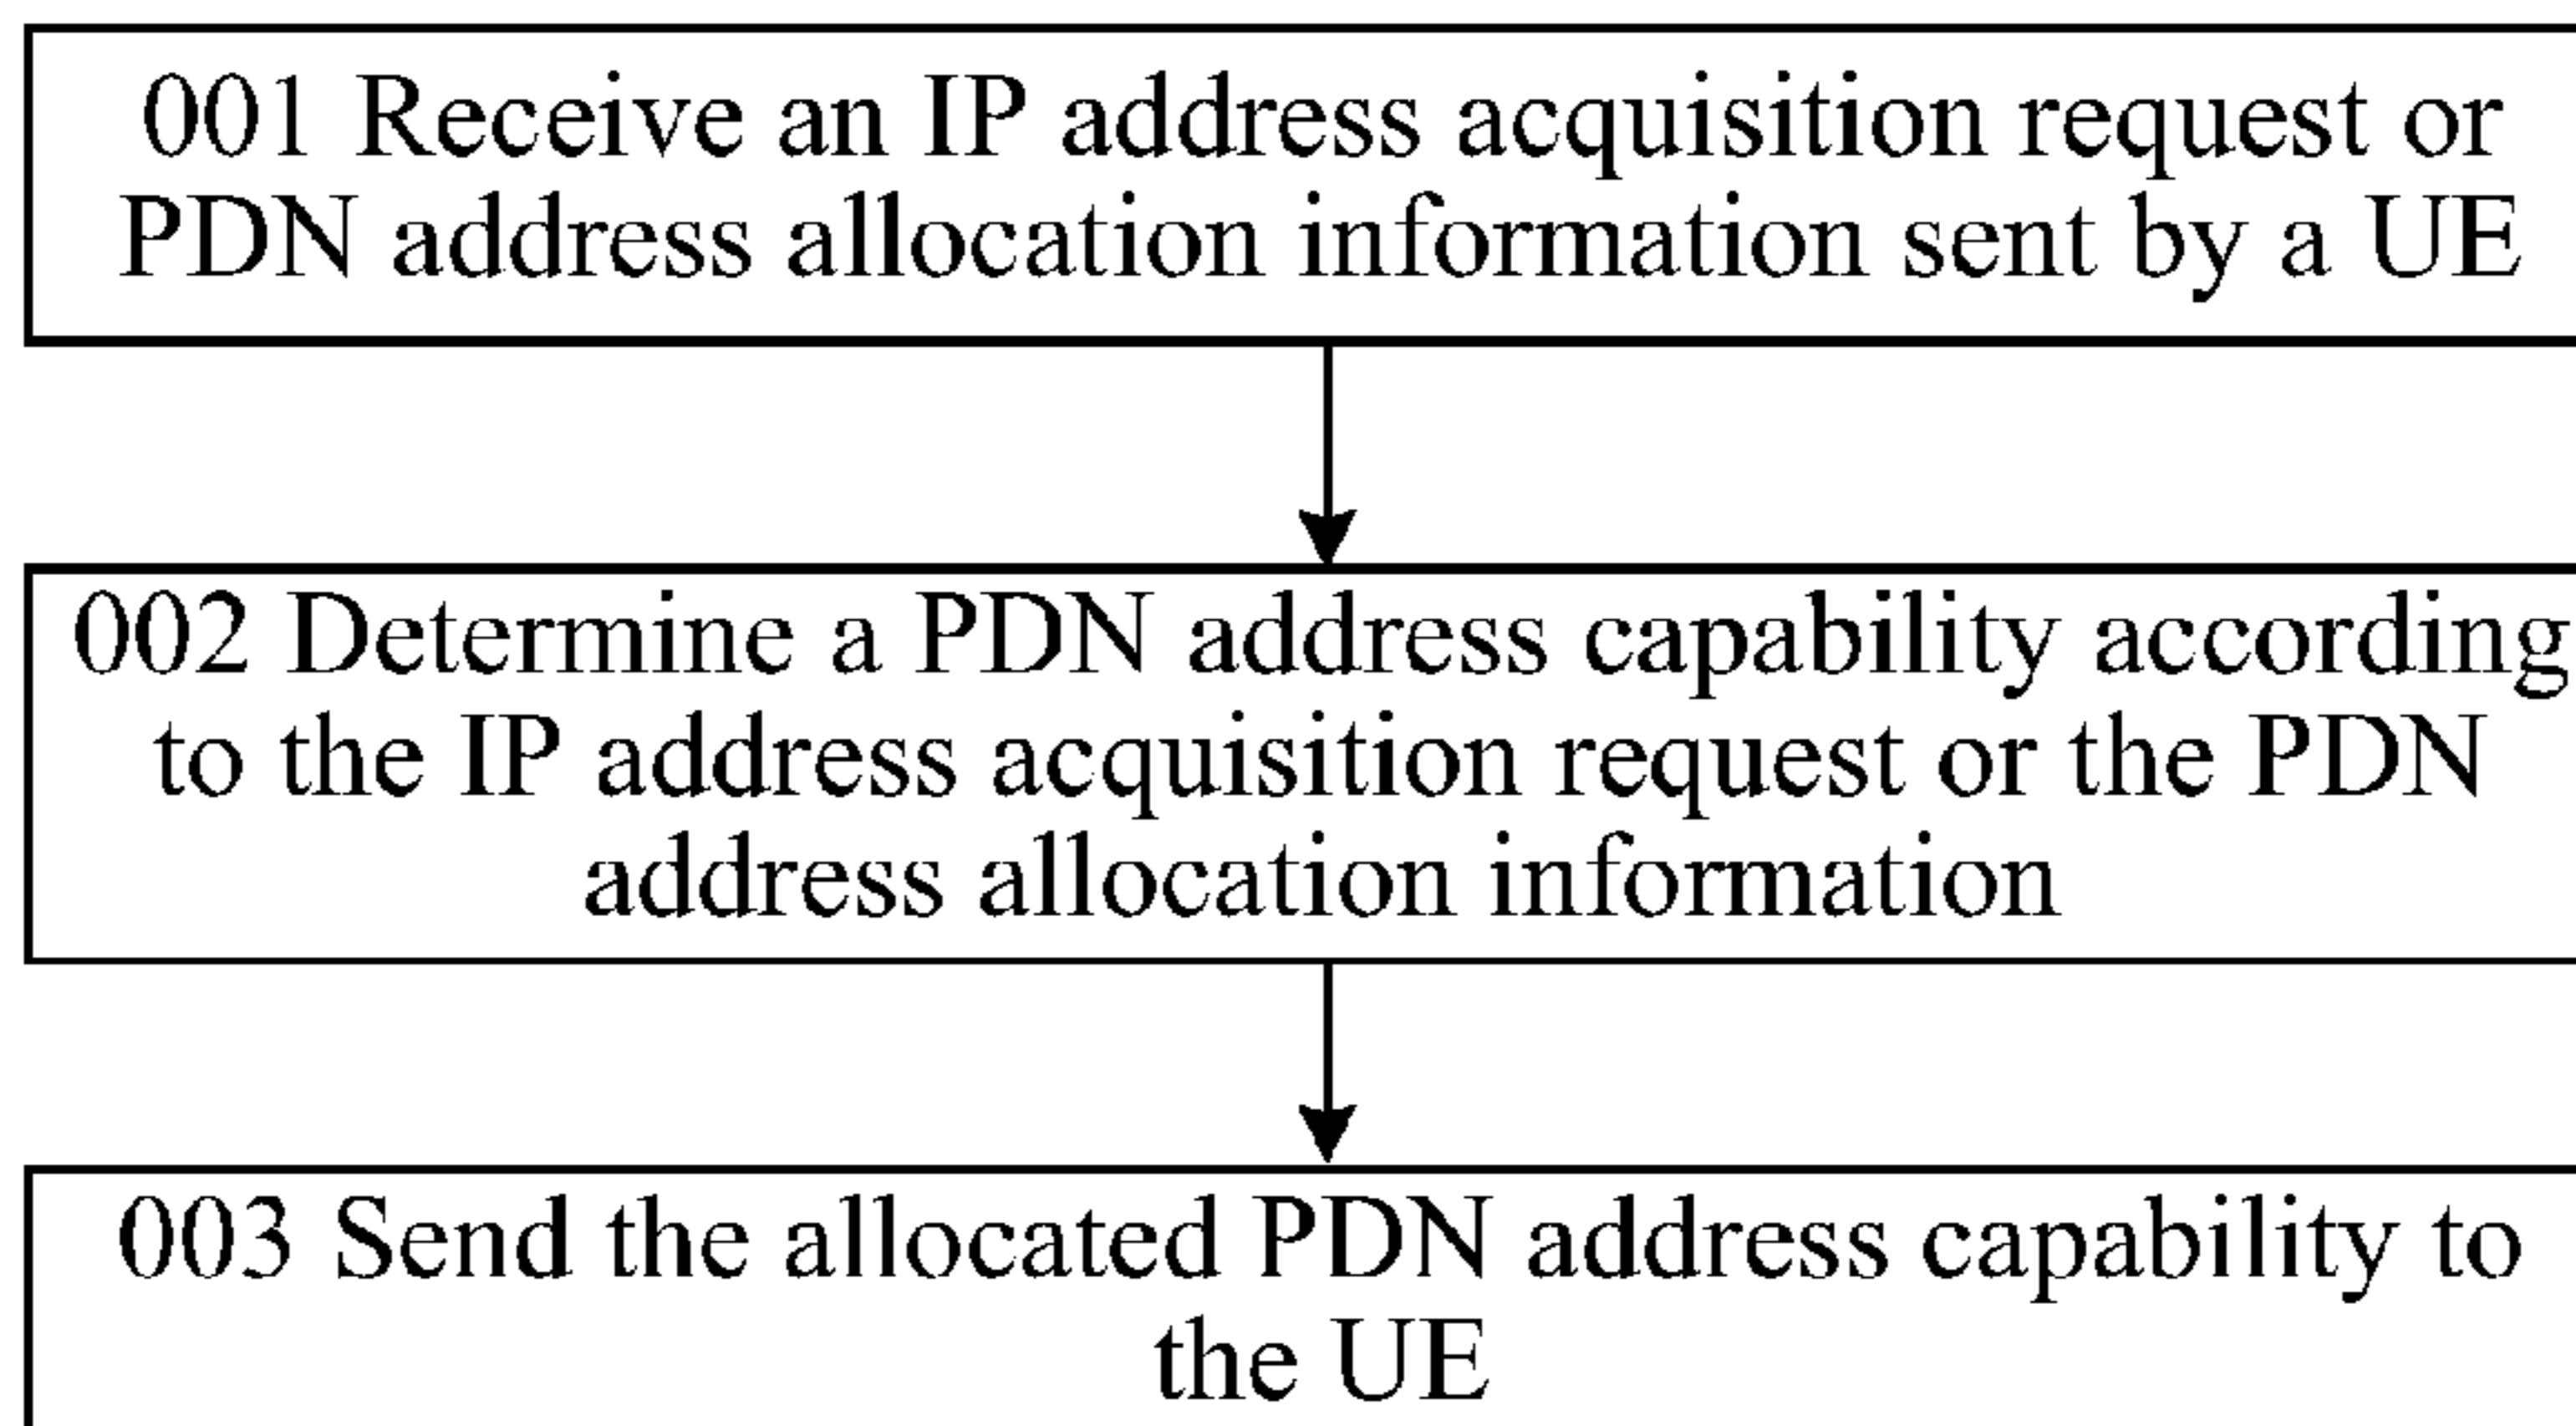 001 Receive an IP address acquisition request or
PDN address allocation information sent by a UE
002 Determine a PDN address capability according
to the IP address acquisition request or the PDN
address allocation information
003 Send the allocated PDN address capability to
the UE